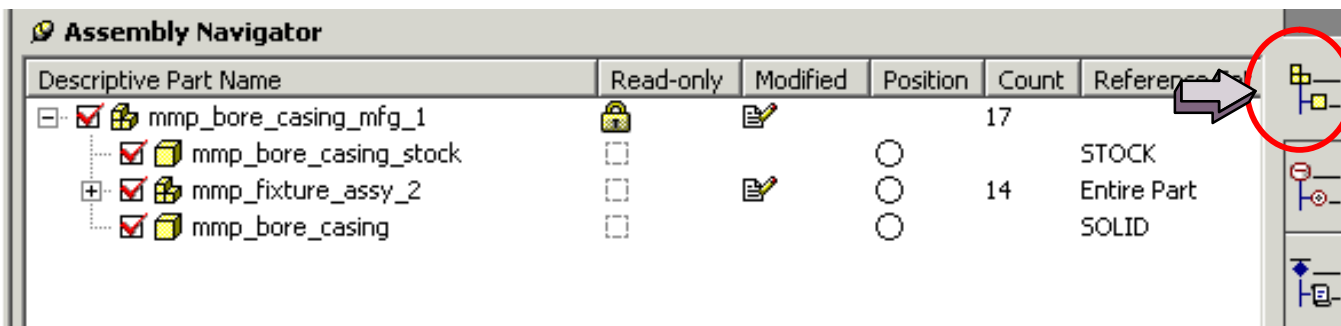 Assembly Navigator
Descriptive Part Name Read-only Modified Position Count
mmp_bore_casing_mfg_1 17
mmp_bore_casing_stock STOCK
mmp_fixture_assy_2 14 Entire Part
mmp_bore_casing SOLID